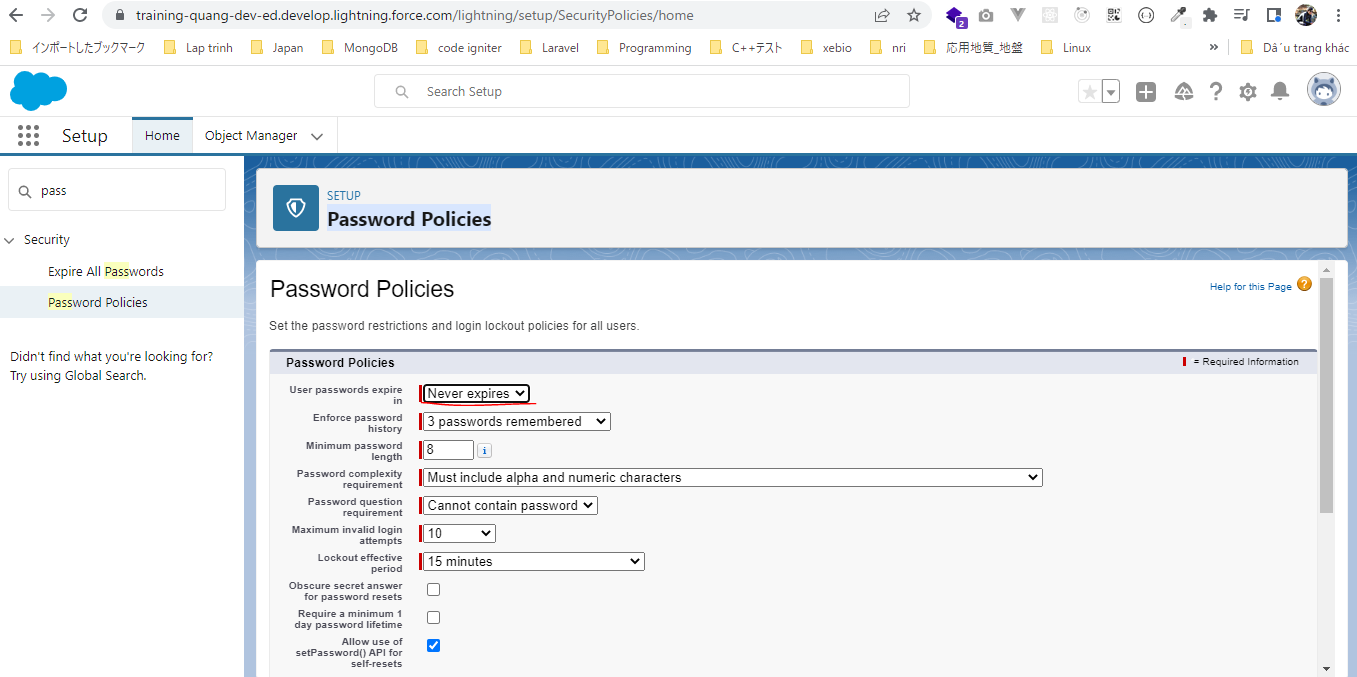 training-quang-dev-ed.develop.lightning.force.com/lightning/setup/SecurityPolicies/home
2
インポートしたブックマーク Lap trinh Japan MongoDB code igniter Laravel Programming C++テスト xebio nri 応用地質_地盤 Linux » Dấu trang khác
Search Setup
Setup Home Object Manager
pass
Security
Expire All Passwords
Password Policies
Didn't find what you're looking for?
Try using Global Search.
SETUP
Password Policies
Password Policies
Help for this Page ?
Set the password restrictions and login lockout policies for all users.
Password Policies
= Required Information
User passwords expire
in
Never expires
Enforce password
history
3 passwords remembered
Minimum password
length
8 i
Password complexity
requirement
Must include alpha and numeric characters
Password question
requirement
Cannot contain password
Maximum invalid login
attempts
10
Lockout effective
period
15 minutes
Obscure secret answer
for password resets
Require a minimum 1
day password lifetime
Allow use of
setPassword() API for
self-resets